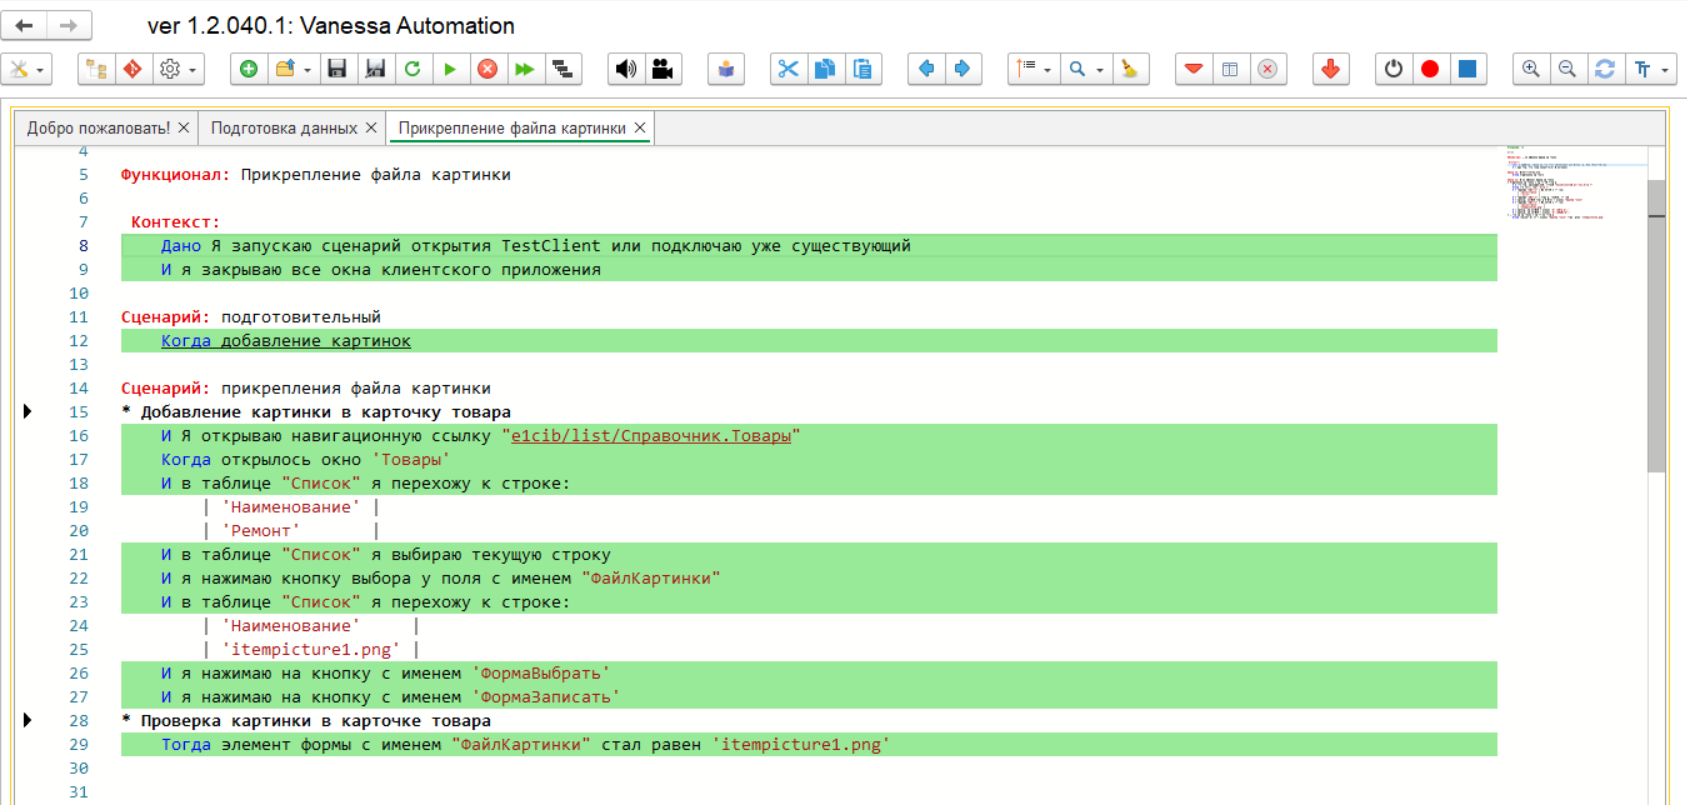 ver 1.2.040.1: Vanessa Automation
Добро пожаловать! Подготовка данных Прикрепление файла картинки
4
5 Функционал: Прикрепление файла картинки
6
7 Контекст:
8 Дано Я запускаю сценарий открытия TestClient или подключаю уже существующий
9 И я закрываю все окна клиентского приложения
10
11 Сценарий: подготовительный
12 Когда добавление картинок
13
14 Сценарий: прикрепления файла картинки
15 * Добавление картинки в карточку товара
16 И Я открываю навигационную ссылку "e1cib/list/Справочник.Товары"
17 Когда открылось окно 'Товары'
18 И в таблице "Список" я перехожу к строке:
19 | 'Наименование' |
20 | 'Ремонт' |
21 И в таблице "Список" я выбираю текущую строку
22 И я нажимаю кнопку выбора у поля с именем "ФайлКартинки"
23 И в таблице "Список" я перехожу к строке:
24 | 'Наименование' |
25 | 'itempicture1.png' |
26 И я нажимаю на кнопку с именем 'ФормаВыбрать'
27 И я нажимаю на кнопку с именем 'ФормаЗаписать'
28 * Проверка картинки в карточке товара
29 Тогда элемент формы с именем "ФайлКартинки" стал равен 'itempicture1.png'
30
31